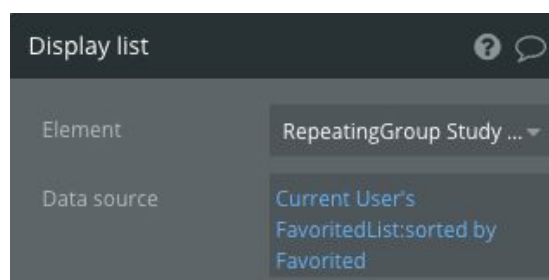 Display list
Element
RepeatingGroup Study ...
Data source
Current User's
FavoritedList:sorted by
Favorited